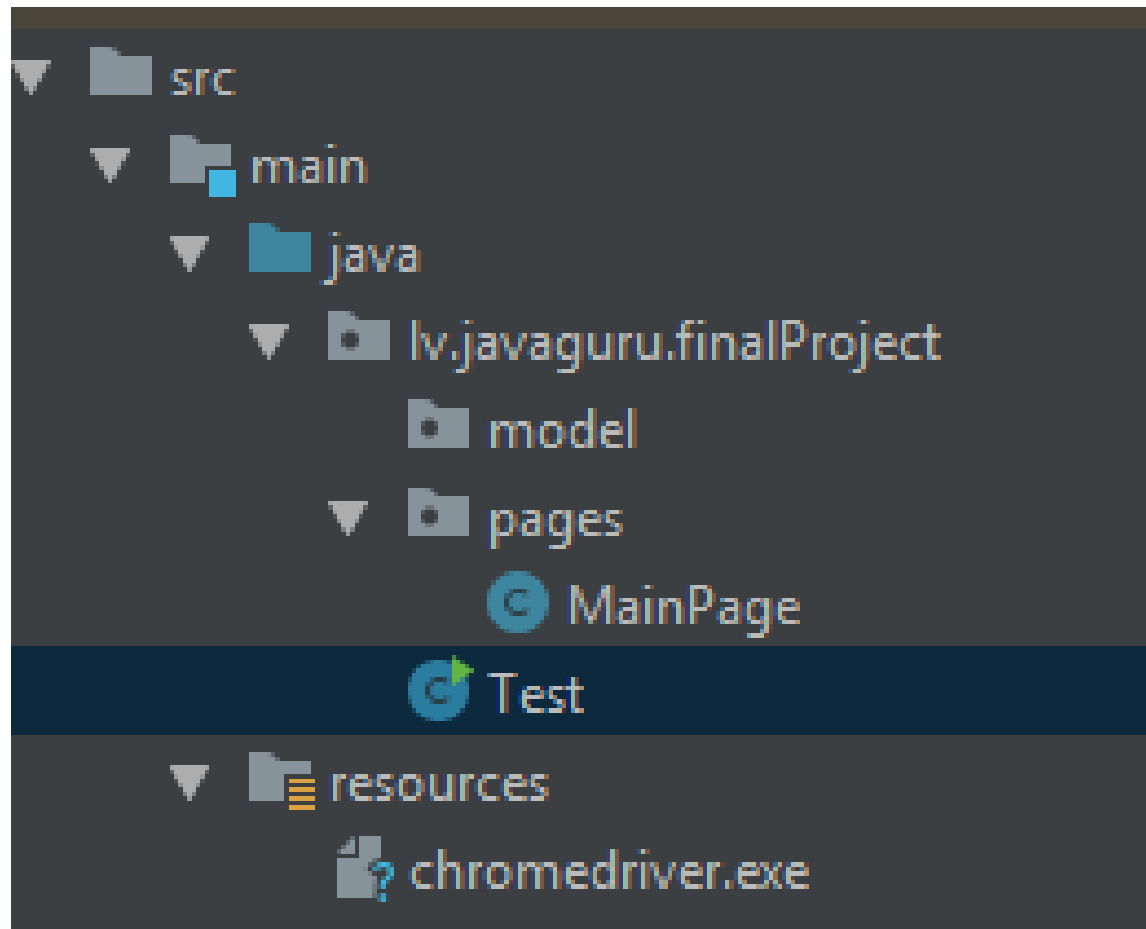 src
main
java
lv.javaguru.finalProject
model
pages
MainPage
Test
resources
chromedriver.exe